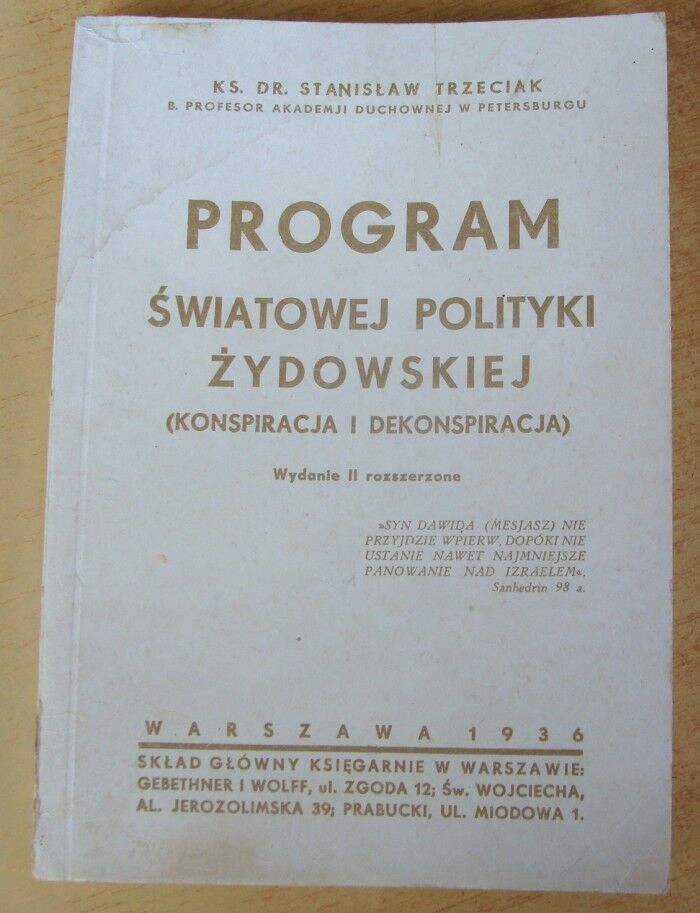 KS. DR. STANISŁAW TRZECIAK
B. PROFESOR AKADEMJI DUCHOWNEJ W PETERSBURGU
PROGRAM
ŚWIATOWEJ POLITYKI
ŻYDOWSKIEJ
(KONSPIRACJA I DEKONSPIRACJA)
Wydanie II rozszerzone
»SYN DAWIDA (MESJASZ) NIE
PRZYJDZIE WPIERW, DOPÓKI NIE
USTANIE NAWET NAJMNIEJSZE
PANOWANIE NAD IZRAELEM«.
Sanhedrin 98 a.
WARSZAWA 1936
SKŁAD GŁÓWNY KSIĘGARNIE W WARSZAWIE:
GEBETHNER I WOLFF, ul. ZGODA 12; Św. WOJCIECHA,
AL. JEROZOLIMSKA 39; PRABUCKI, UL. MIODOWA 1.